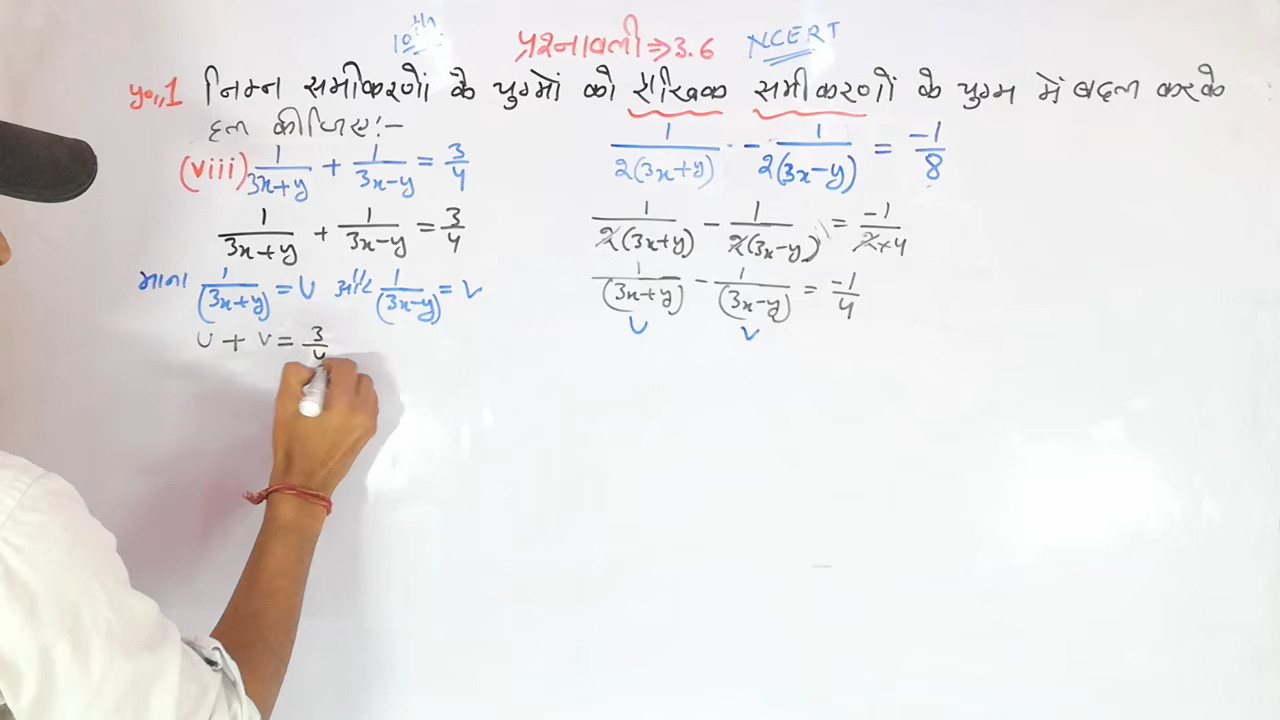 10th प्रश्नावली ⇒ 3.6 NCERT
प्र०,,1 निम्न समीकरणों के युग्मों को रैखिक समीकरणों के युग्म में बदल करके
हल कीजिए:-
(viii) 1/(3x+y) + 1/(3x-y) = 3/4
1/(3x+y) + 1/(3x-y) = 3/4
माना 1/(3x+y) = U और 1/(3x-y) = V
U + V = 3/4
1/2(3x+y) - 1/2(3x-y) = -1/8
1/2(3x+y) - 1/2(3x-y) = -1/2×4
1/(3x+y) - 1/(3x-y) = -1/4
U V